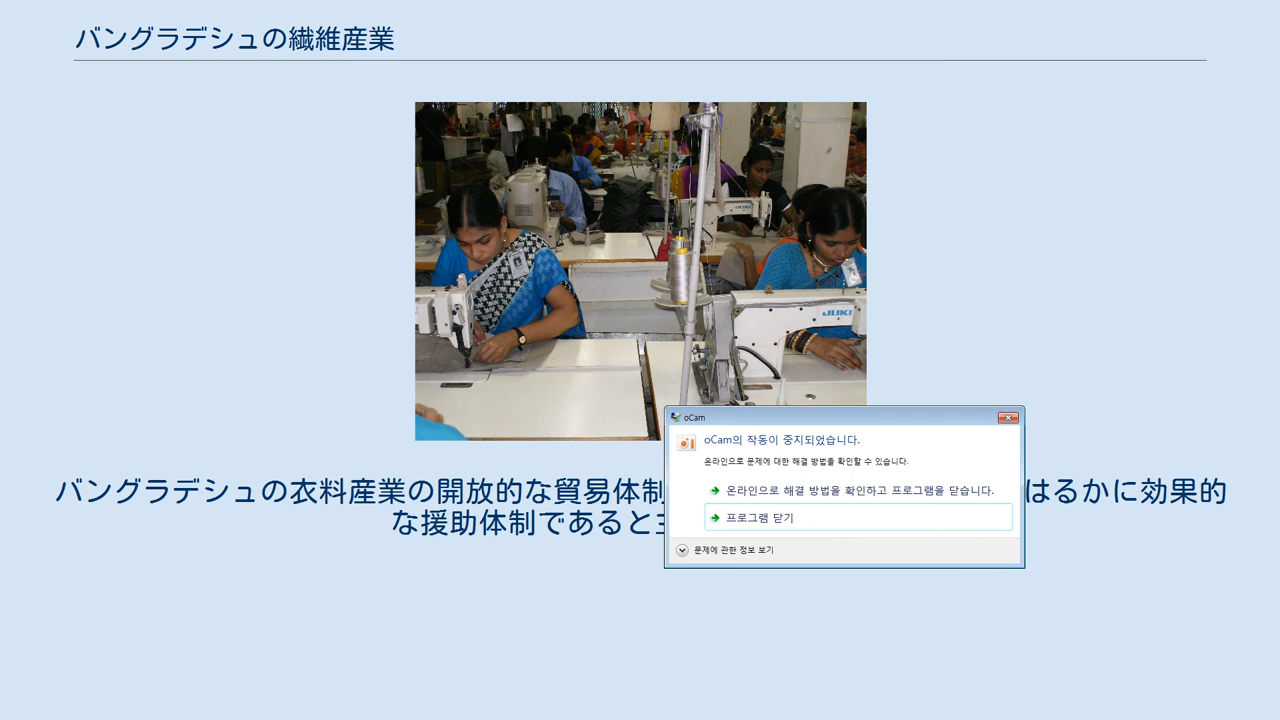 バングラデシュの繊維産業
JUKI
JUKI
バングラデシュの衣料産業の開放的な貿易体制
はるかに効果的
な援助体制であると
oCam
oCam의 작동이 중지되었습니다.
온라인으로 문제에 대한 해결 방법을 확인할 수 있습니다.
온라인으로 해결 방법을 확인하고 프로그램을 닫습니다.
프로그램 닫기
문제에 관한 정보 보기